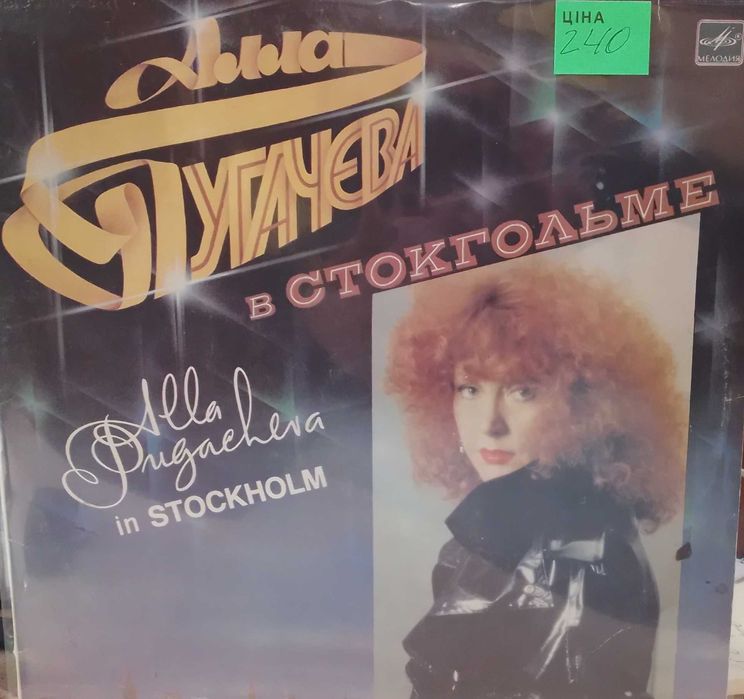 ЦІНА
240
МЕЛОДИЯ
Алла
ПУГАЧЕВА
В СТОКГОЛЬМЕ
Alla
Pugacheva
in STOCKHOLM